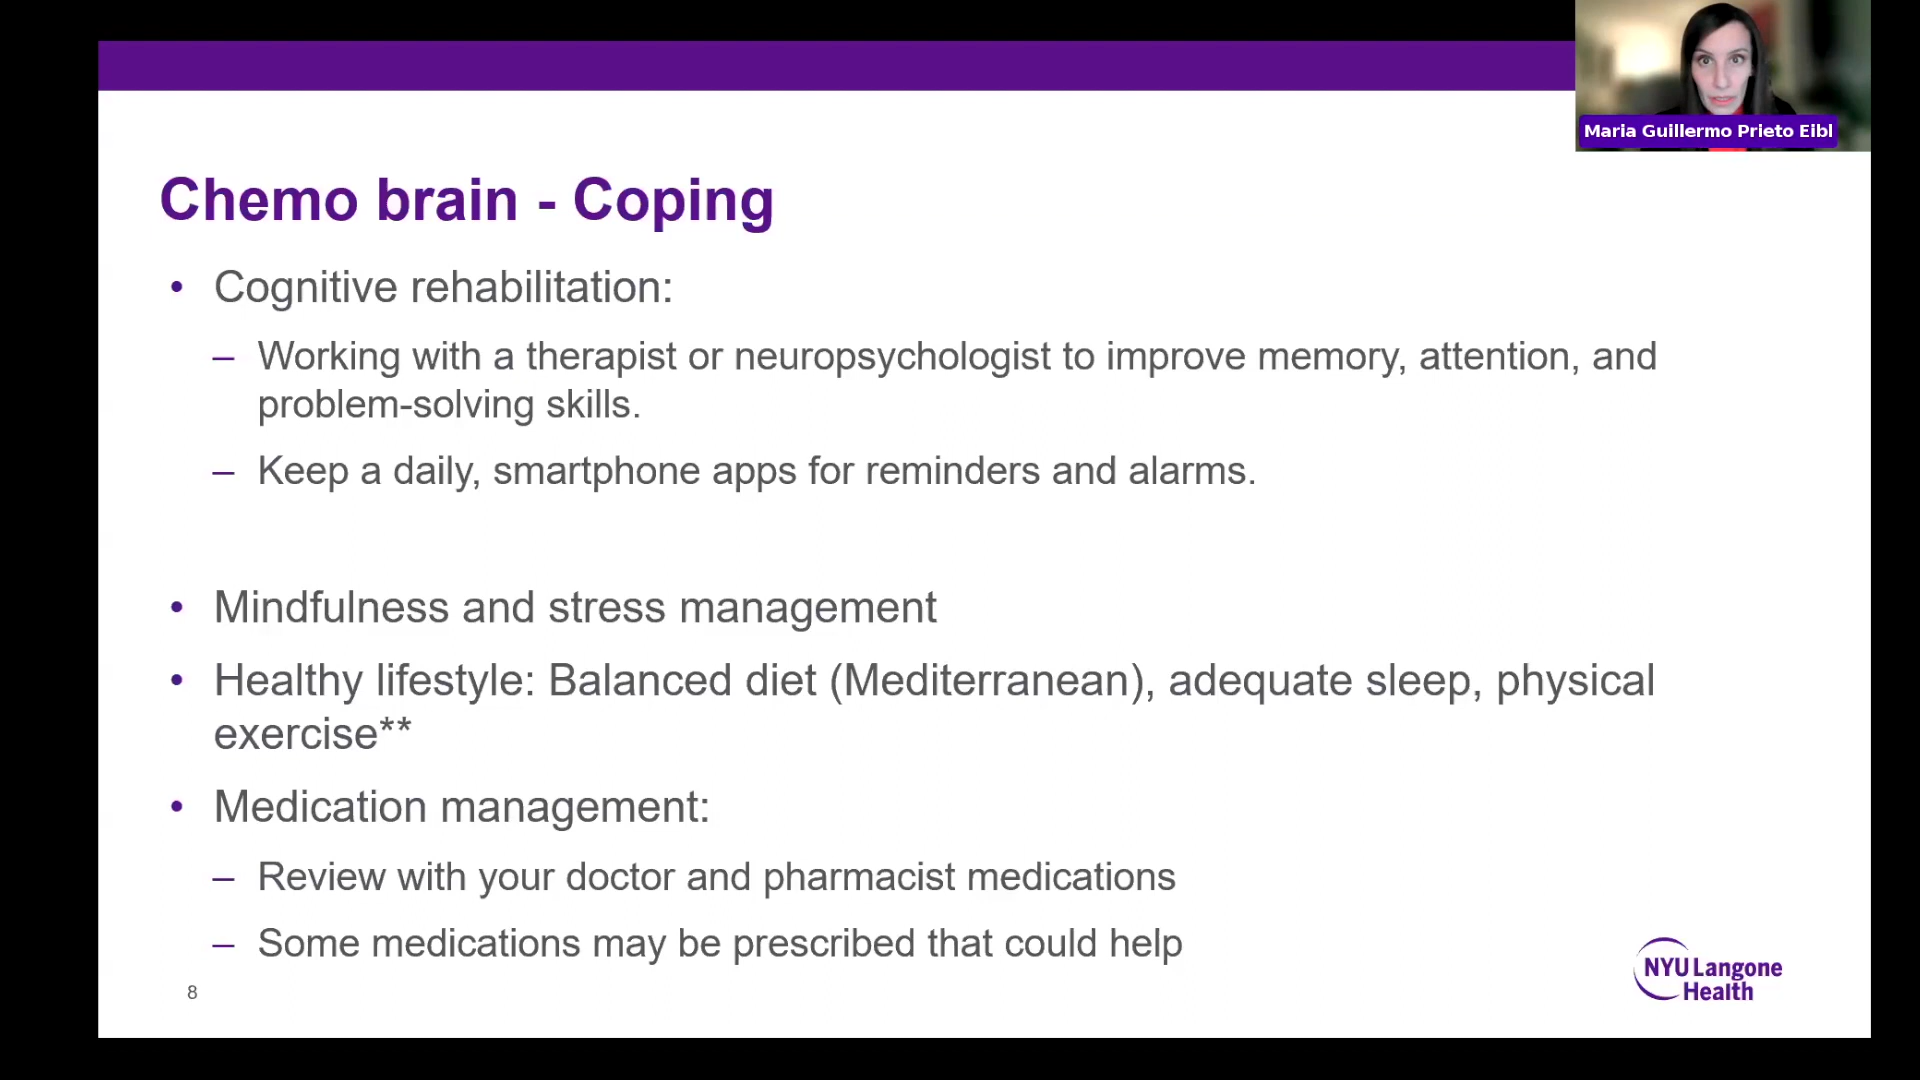 Maria Guillermo Prieto Eibl
Chemo brain - Coping
• Cognitive rehabilitation:
– Working with a therapist or neuropsychologist to improve memory, attention, and
problem-solving skills.
– Keep a daily, smartphone apps for reminders and alarms.
• Mindfulness and stress management
• Healthy lifestyle: Balanced diet (Mediterranean), adequate sleep, physical
exercise**
• Medication management:
– Review with your doctor and pharmacist medications
– Some medications may be prescribed that could help
8
NYU Langone
Health